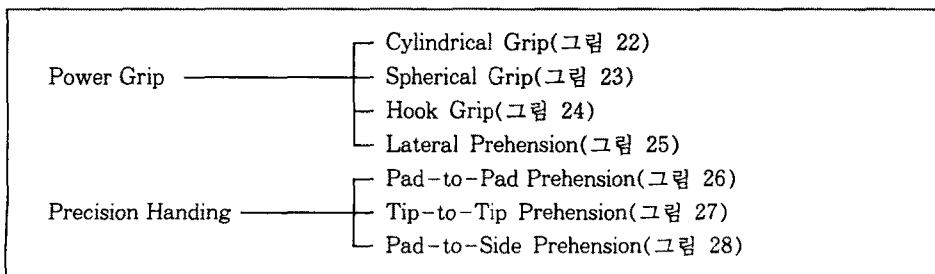 Cylindrical Grip(그림 22)
Power Grip Spherical Grip(그림 23)
Hook Grip(그림 24)
Lateral Prehension(그림 25)
Pad-to-Pad Prehension(그림 26)
Precision Handing Tip-to-Tip Prehension(그림 27)
Pad-to-Side Prehension(그림 28)